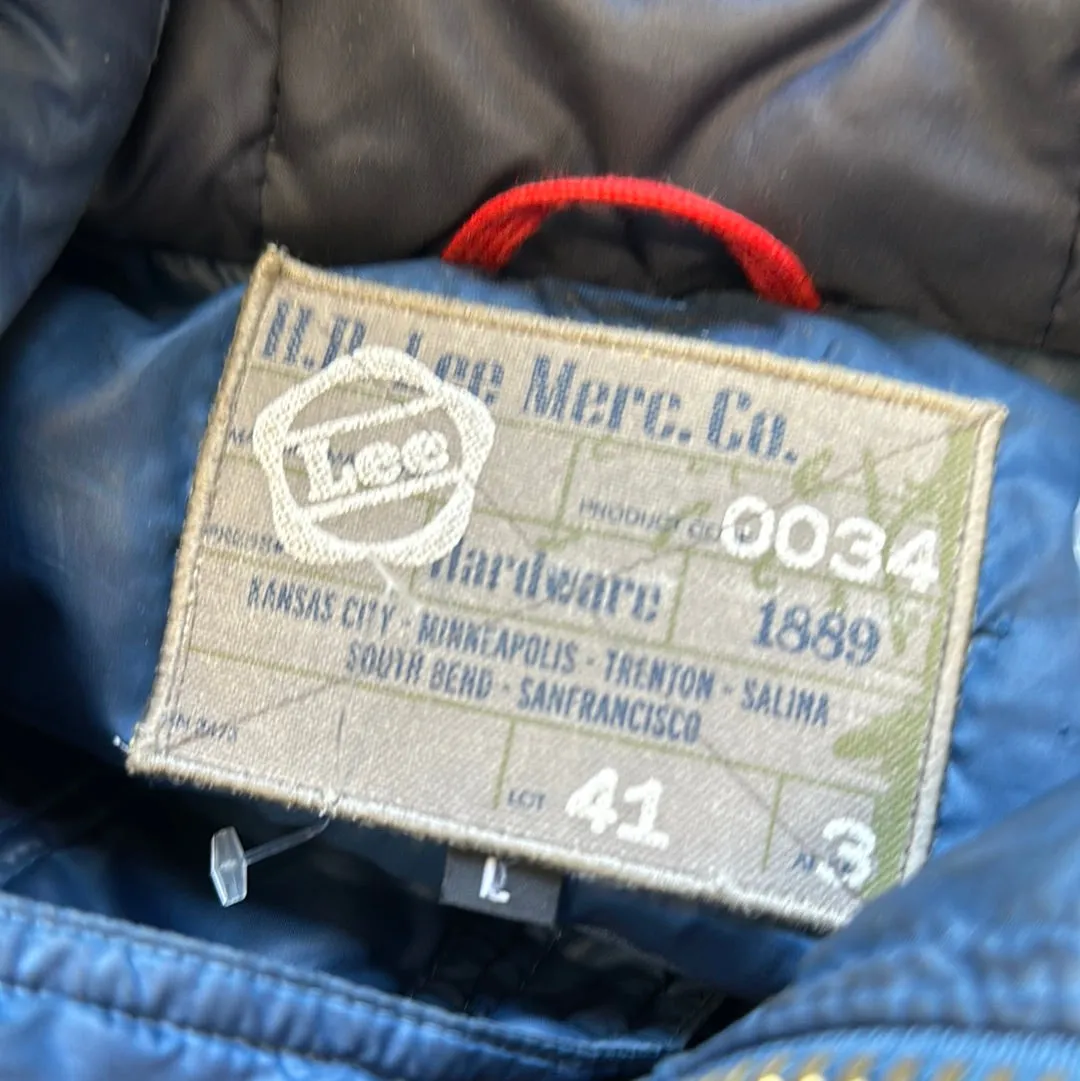 H.D. Lee Merc. Co.
Lee
PRODUCT CODE 0034
Hardware
1889
KANSAS CITY - MINNEAPOLIS - TRENTON - SALINA
SOUTH BEND - SANFRANCISCO
LOT 41
3
L